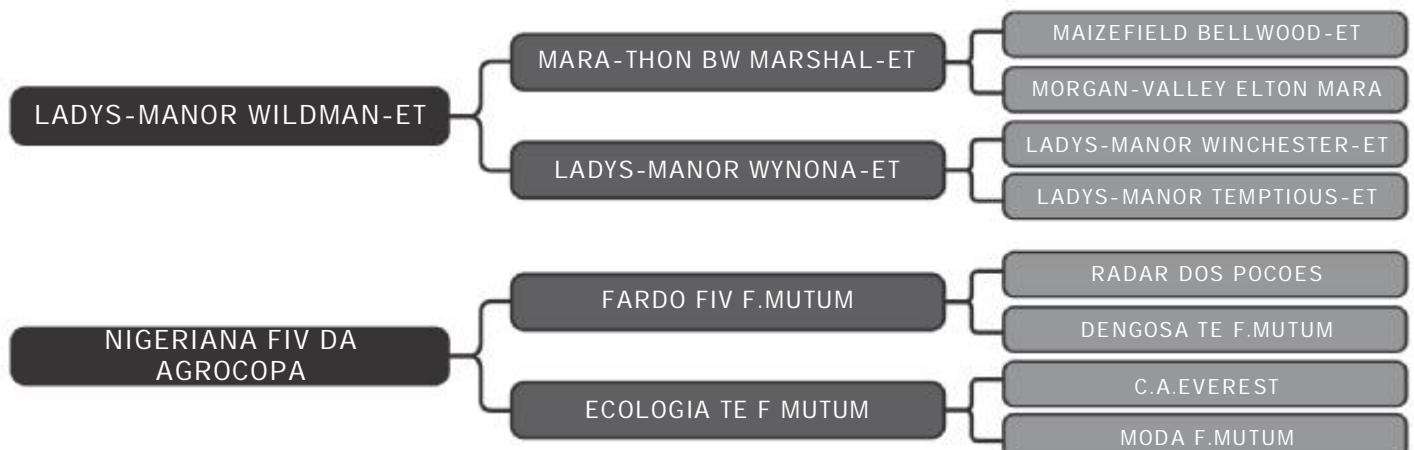 LADYS-MANOR WILDMAN-ET
MARA-THON BW MARSHAL-ET
MAIZEFIELD BELLWOOD-ET
MORGAN-VALLEY ELTON MARA
LADYS-MANOR WYNONA-ET
LADYS-MANOR WINCHESTER-ET
LADYS-MANOR TEMPTIOUS-ET
NIGERIANA FIV DA
AGROCOPA
FARDO FIV F.MUTUM
RADAR DOS POCOES
DENGOSA TE F.MUTUM
ECOLOGIA TE F MUTUM
C.A.EVEREST
MODA F.MUTUM